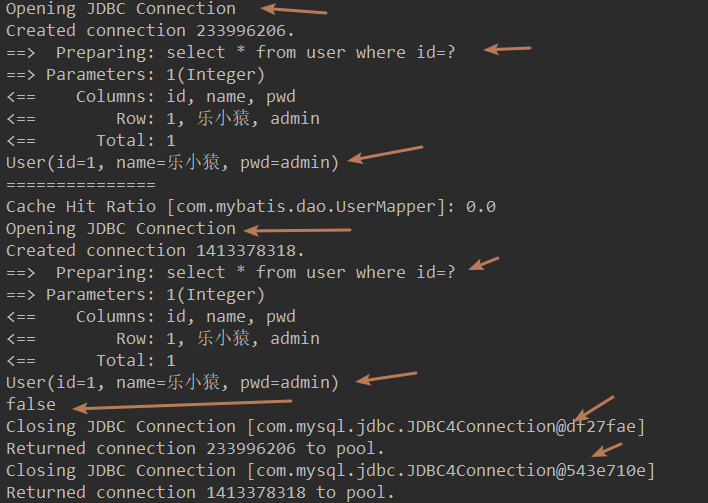 Opening JDBC Connection
Created connection 233996206.
==>  Preparing: select * from user where id=?
==> Parameters: 1(Integer)
<==    Columns: id, name, pwd
<==        Row: 1, 乐小猿, admin
<==      Total: 1
User(id=1, name=乐小猿, pwd=admin)
===============
Cache Hit Ratio [com.mybatis.dao.UserMapper]: 0.0
Opening JDBC Connection
Created connection 1413378318.
==>  Preparing: select * from user where id=?
==> Parameters: 1(Integer)
<==    Columns: id, name, pwd
<==        Row: 1, 乐小猿, admin
<==      Total: 1
User(id=1, name=乐小猿, pwd=admin)
false
Closing JDBC Connection [com.mysql.jdbc.JDBC4Connection@df27fae]
Returned connection 233996206 to pool.
Closing JDBC Connection [com.mysql.jdbc.JDBC4Connection@543e710e]
Returned connection 1413378318 to pool.